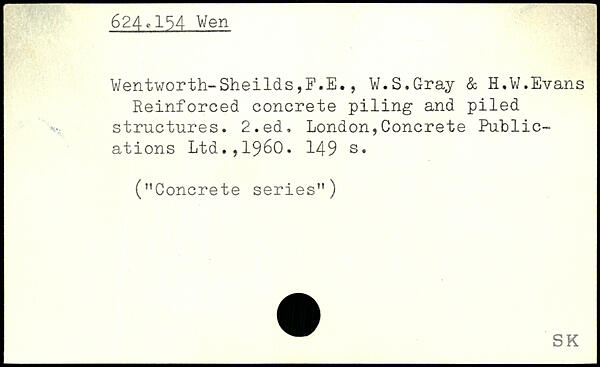 624.154 Wen
Wentworth-Sheilds,F.E., W.S.Gray & H.W.Evans
Reinforced concrete piling and piled
structures. 2.ed. London,Concrete Public-
ations Ltd.,1960. 149 s.
("Concrete series")
SK